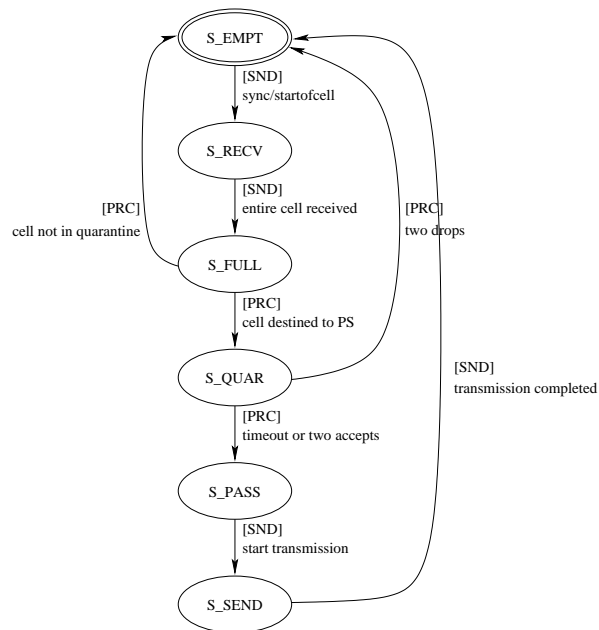 S_EMPT
[SND]
sync/startofcell
S_RECV
[SND]
entire cell received
[PRC]
cell not in quarantine
[PRC]
two drops
S_FULL
[PRC]
cell destined to PS
S_QUAR
[SND]
transmission completed
[PRC]
timeout or two accepts
S_PASS
[SND]
start transmission
S_SEND